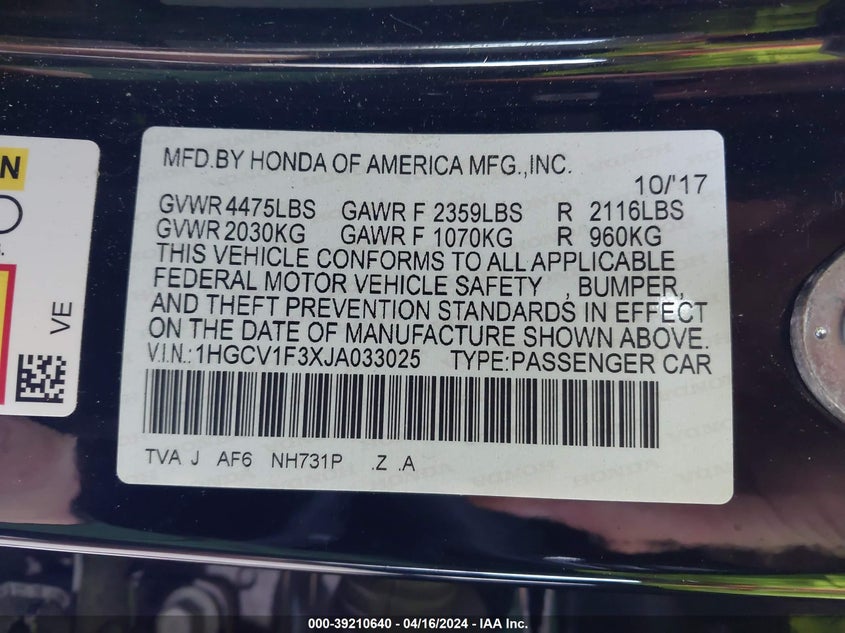 MFD.BY HONDA OF AMERICA MFG.,INC.
10/'17
GVWR 4475LBS GAWR F 2359LBS R 2116LBS
GVWR 2030KG GAWR F 1070KG R 960KG
THIS VEHICLE CONFORMS TO ALL APPLICABLE
FEDERAL MOTOR VEHICLE SAFETY , BUMPER,
AND THEFT PREVENTION STANDARDS IN EFFECT
ON THE DATE OF MANUFACTURE SHOWN ABOVE.
V.I.N.:1HGCV1F3XJA033025 TYPE:PASSENGER CAR
TVA J AF6 NH731P .Z .A
VE
000-39210640 / 04/16/2024 - IAA Inc.